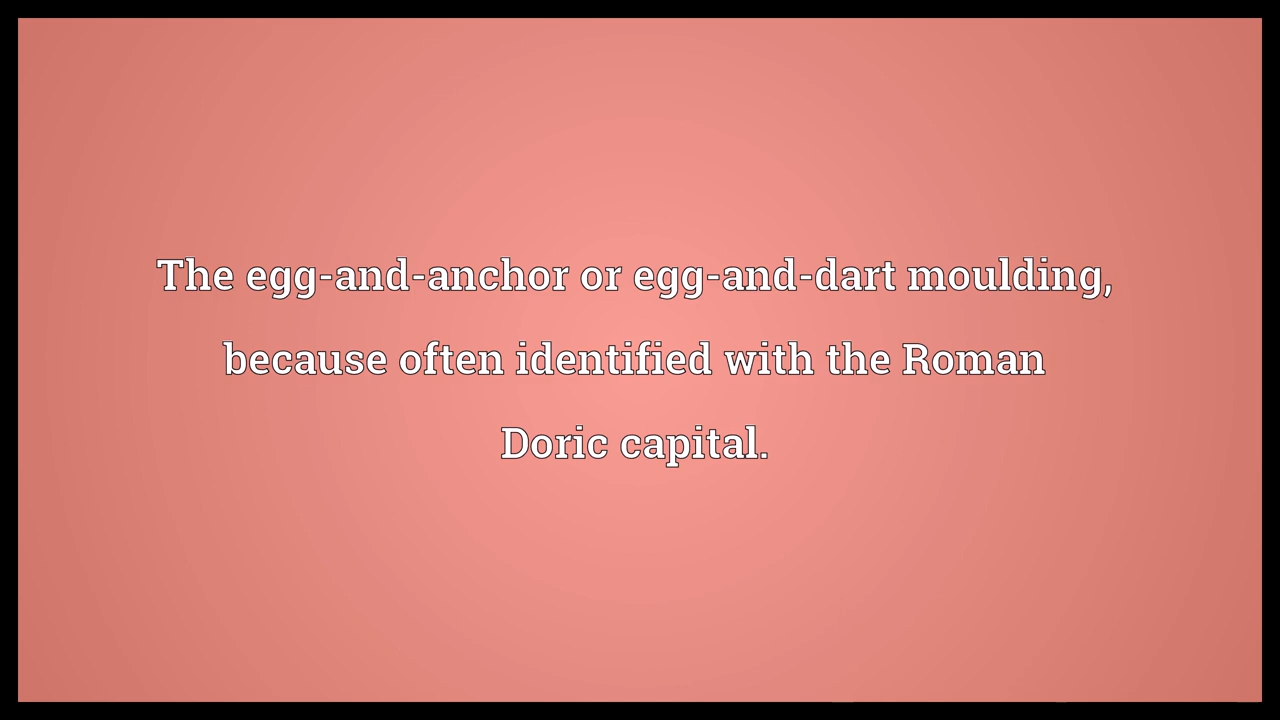 The egg-and-anchor or egg-and-dart moulding,
because often identified with the Roman
Doric capital.